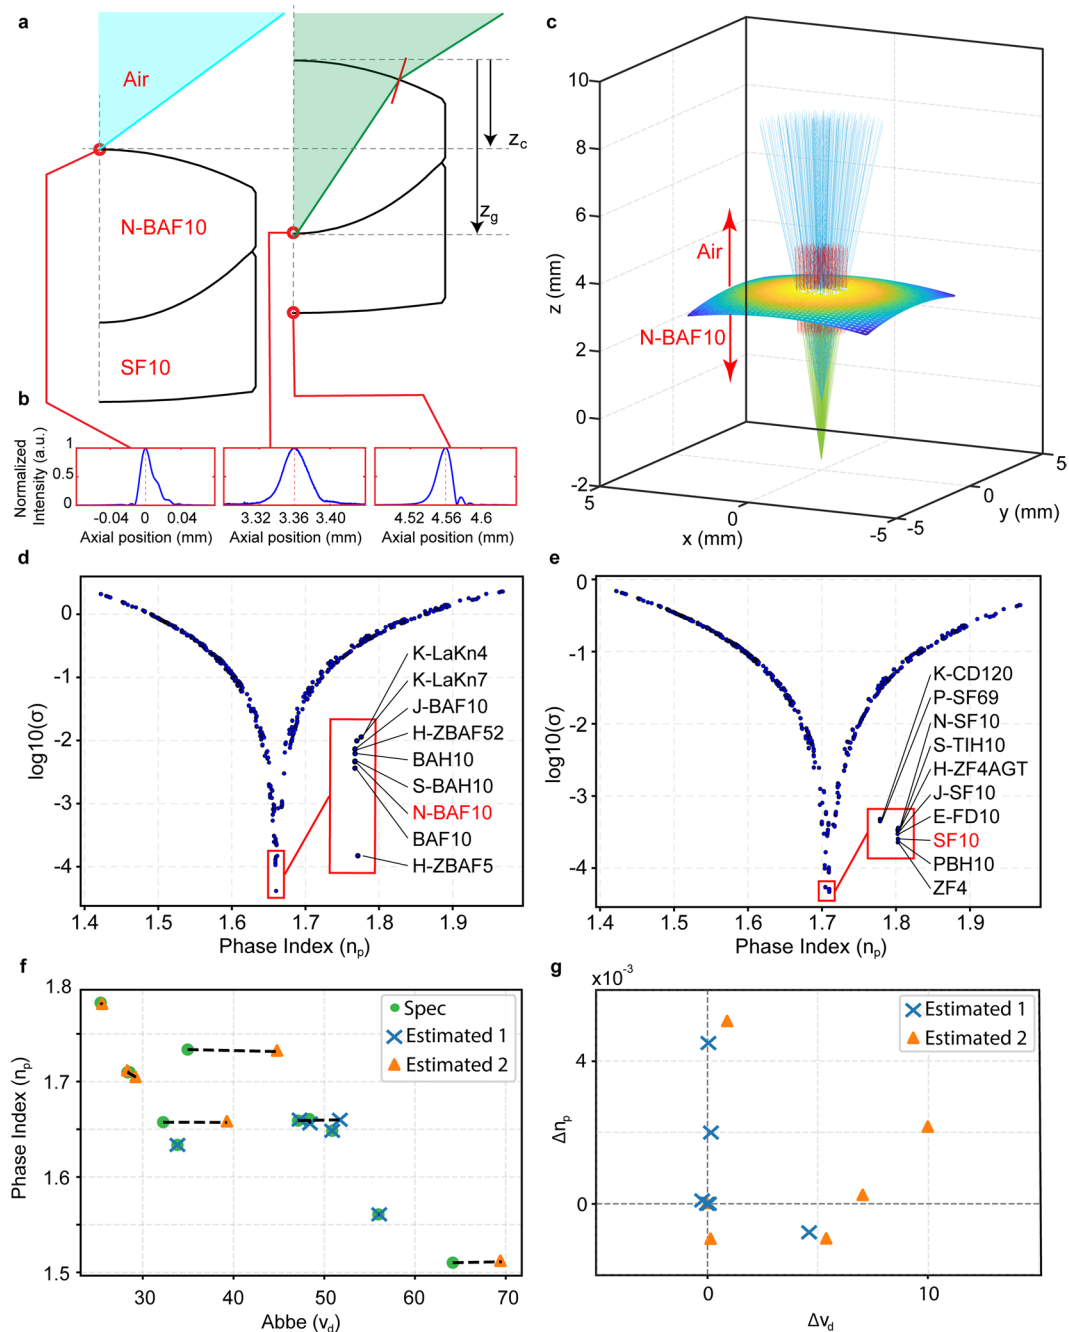 a
Air
N-BAF10
SF10
z_c
z_g
b
Normalized
Intensity (a.u.)
1
0.5
0
-0.04 0 0.04
Axial position (mm)
3.32 3.36 3.40
Axial position (mm)
4.52 4.56 4.6
Axial position (mm)
c
10
8
6
4
2
0
-2
z (mm)
Air
N-BAF10
5
0
-5
x (mm)
-5
0
5
y (mm)
d
0
-1
-2
-3
-4
log10(σ)
K-LaKn4
K-LaKn7
J-BAF10
H-ZBAF52
BAH10
S-BAH10
N-BAF10
BAF10
H-ZBAF5
1.4 1.5 1.6 1.7 1.8 1.9
Phase Index (n_p)
e
0
-1
-2
-3
-4
log10(σ)
K-CD120
P-SF69
N-SF10
S-TIH10
H-ZF4AGT
J-SF10
E-FD10
SF10
PBH10
ZF4
1.4 1.5 1.6 1.7 1.8 1.9
Phase Index (n_p)
f
1.8
1.7
1.6
1.5
Phase Index (n_p)
Spec
Estimated 1
Estimated 2
30 40 50 60 70
Abbe (v_d)
g
x10⁻³
4
0
Δn_p
Estimated 1
Estimated 2
0 10
Δv_d